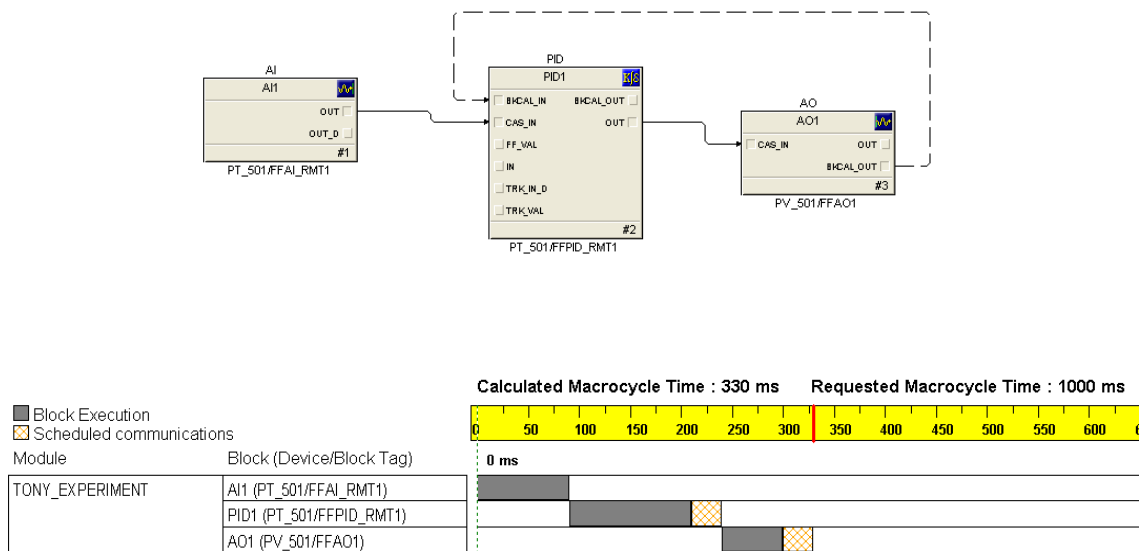 PID
AI
PID1
AI1
K∫δ
BKCAL_IN BKCAL_OUT
OUT
CAS_IN OUT
AO
AO1
OUT_D
FF_VAL
CAS_IN OUT
#1
IN
BKCAL_OUT
PT_501/FFAI_RMT1
TRK_IN_D
#3
TRK_VAL
PV_501/FFAO1
#2
PT_501/FFPID_RMT1
Calculated Macrocycle Time : 330 ms Requested Macrocycle Time : 1000 ms
Block Execution
0 50 100 150 200 250 300 350 400 450 500 550 600
Scheduled communications
Module Block (Device/Block Tag) 0 ms
TONY_EXPERIMENT AI1 (PT_501/FFAI_RMT1)
PID1 (PT_501/FFPID_RMT1)
AO1 (PV_501/FFAO1)